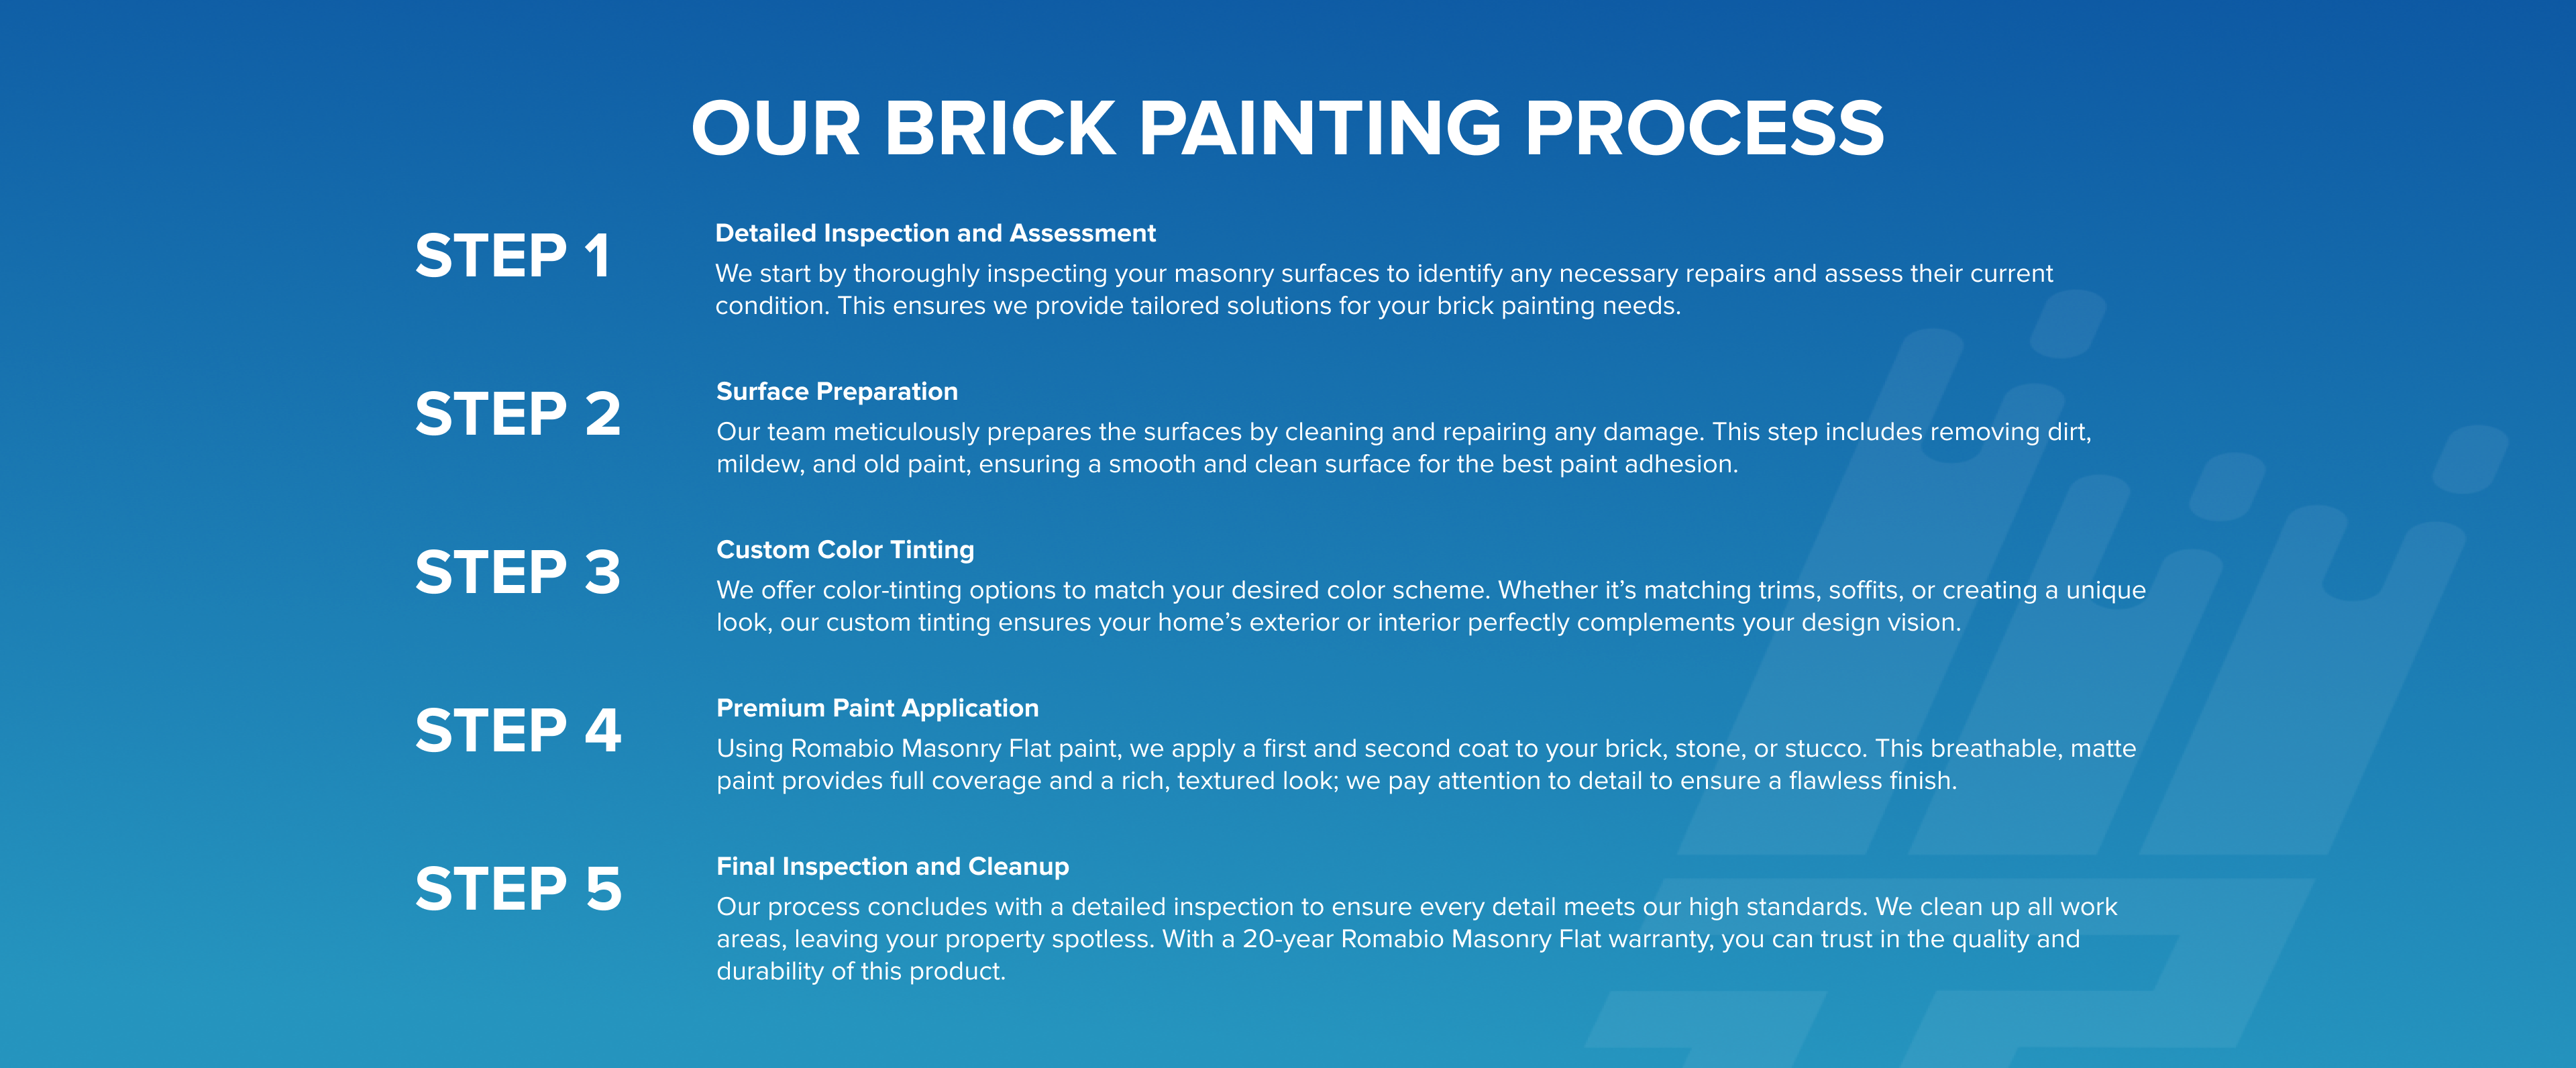 OUR BRICK PAINTING PROCESS
STEP 1
Detailed Inspection and Assessment
We start by thoroughly inspecting your masonry surfaces to identify any necessary repairs and assess their current
condition. This ensures we provide tailored solutions for your brick painting needs.
STEP 2
Surface Preparation
Our team meticulously prepares the surfaces by cleaning and repairing any damage. This step includes removing dirt,
mildew, and old paint, ensuring a smooth and clean surface for the best paint adhesion.
STEP 3
Custom Color Tinting
We offer color-tinting options to match your desired color scheme. Whether it’s matching trims, soffits, or creating a unique
look, our custom tinting ensures your home’s exterior or interior perfectly complements your design vision.
STEP 4
Premium Paint Application
Using Romabio Masonry Flat paint, we apply a first and second coat to your brick, stone, or stucco. This breathable, matte
paint provides full coverage and a rich, textured look; we pay attention to detail to ensure a flawless finish.
STEP 5
Final Inspection and Cleanup
Our process concludes with a detailed inspection to ensure every detail meets our high standards. We clean up all work
areas, leaving your property spotless. With a 20-year Romabio Masonry Flat warranty, you can trust in the quality and
durability of this product.